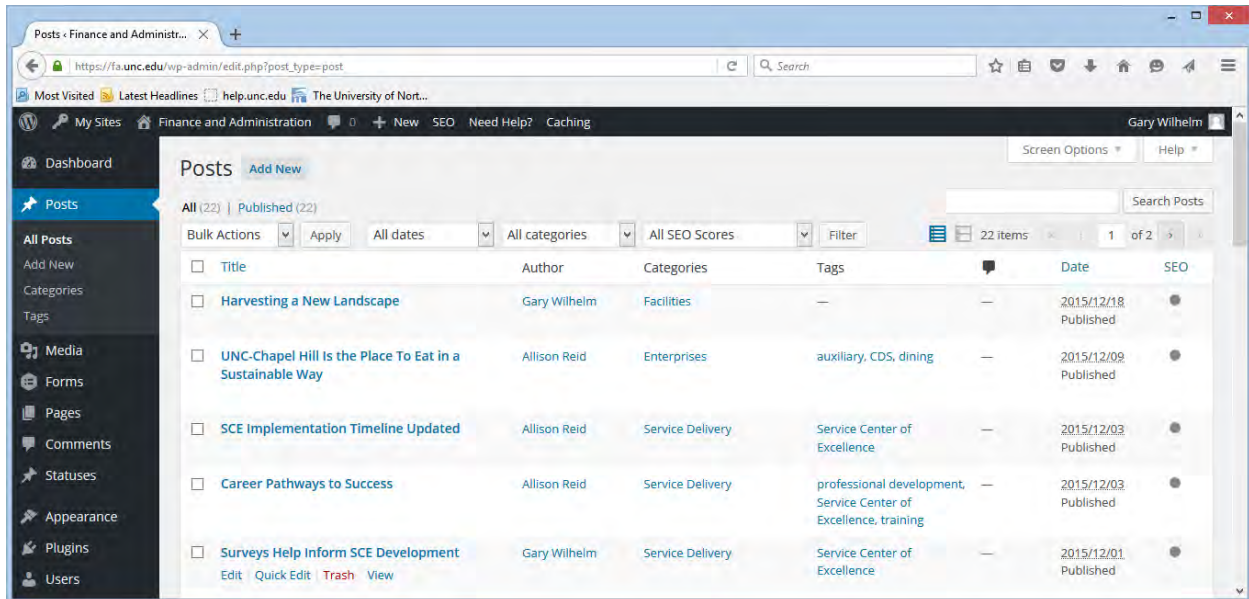 Posts ‹ Finance and Administr...
https://fa.unc.edu/wp-admin/edit.php?post_type=post
Search
Most Visited Latest Headlines help.unc.edu The University of Nort...
My Sites Finance and Administration 0 + New SEO Need Help? Caching Gary Wilhelm
Dashboard
Posts
All Posts
Add New
Categories
Tags
Media
Forms
Pages
Comments
Statuses
Appearance
Plugins
Users
Screen Options Help
Posts Add New
All (22) | Published (22) Search Posts
Bulk Actions Apply All dates All categories All SEO Scores Filter 22 items « ‹ 1 of 2 › »
Title Author Categories Tags Date SEO
Harvesting a New Landscape Gary Wilhelm Facilities — — 2015/12/18
Published
UNC-Chapel Hill Is the Place To Eat in a Allison Reid Enterprises auxiliary, CDS, dining — 2015/12/09
Sustainable Way Published
SCE Implementation Timeline Updated Allison Reid Service Delivery Service Center of — 2015/12/03
Excellence Published
Career Pathways to Success Allison Reid Service Delivery professional development, — 2015/12/03
Service Center of Published
Excellence, training
Surveys Help Inform SCE Development Gary Wilhelm Service Delivery Service Center of — 2015/12/01
Edit | Quick Edit | Trash | View Excellence Published